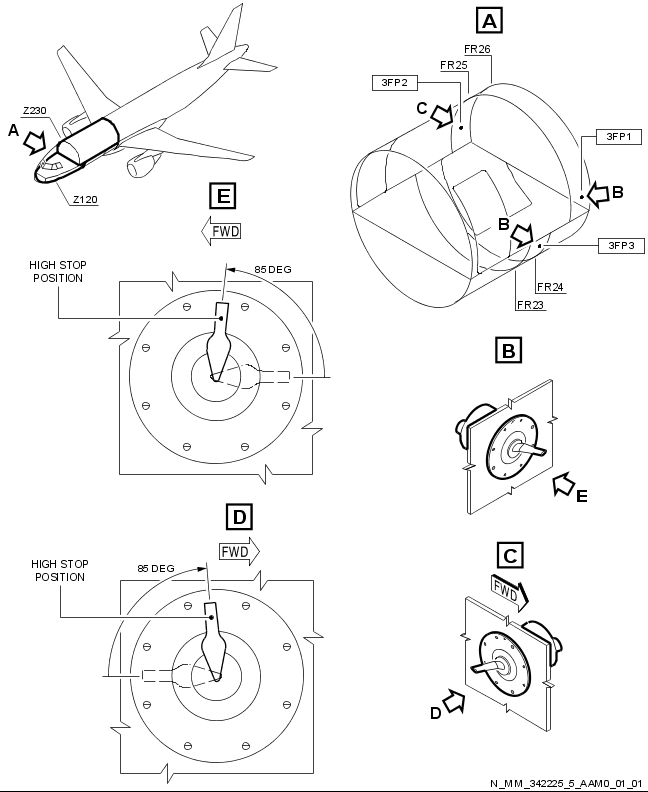 A
FR26
FR25
3FP2
C
Z230
A
3FP1
B
B
Z120
E
3FP3
FWD
FR24
FR23
HIGH STOP
POSITION
85 DEG
B
E
D
FWD
C
HIGH STOP
POSITION
85 DEG
FWD
D
N_MM_342225_5_AAM0_01_01